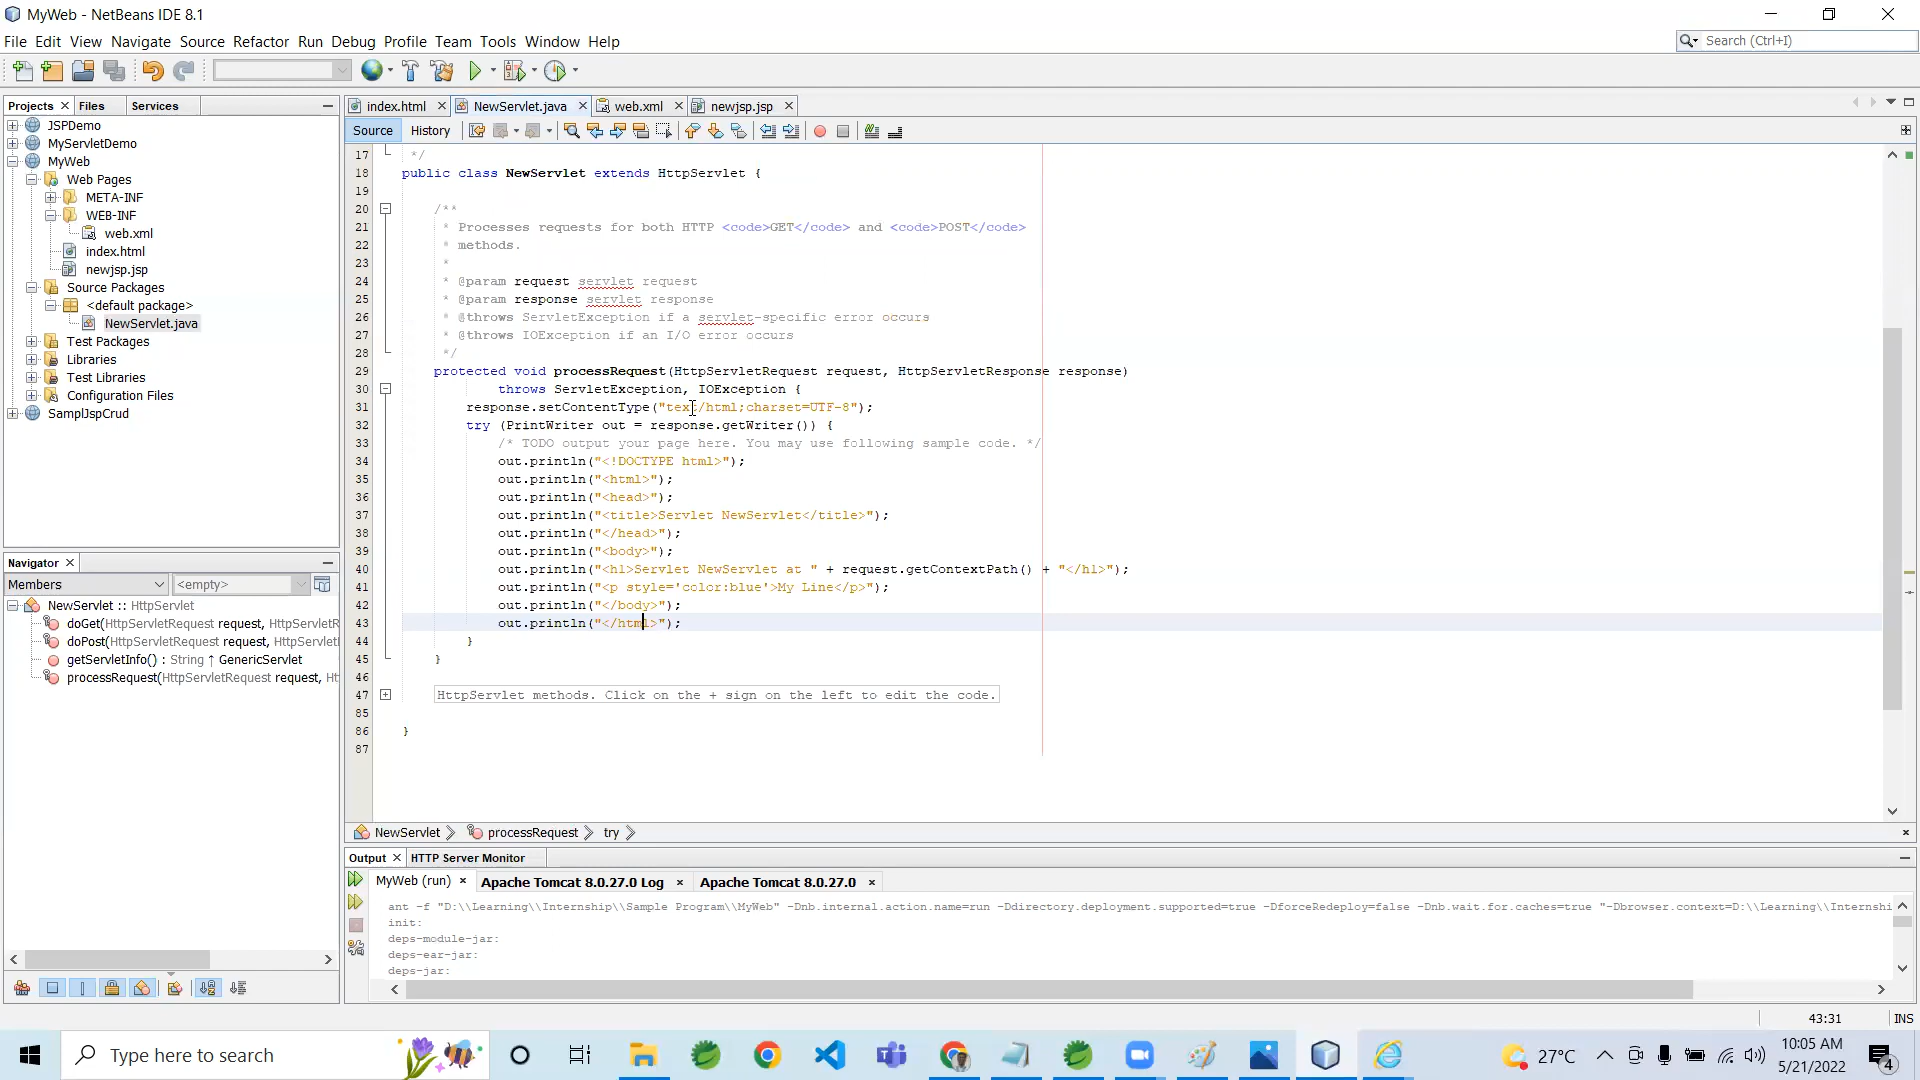 MyWeb - NetBeans IDE 8.1
File Edit View Navigate Source Refactor Run Debug Profile Team Tools Window Help
Search (Ctrl+I)
Projects Files Services
JSPDemo
MyServletDemo
MyWeb
Web Pages
META-INF
WEB-INF
web.xml
index.html
newjsp.jsp
Source Packages
<default package>
NewServlet.java
Test Packages
Libraries
Test Libraries
Configuration Files
SamplJspCrud
Navigator
Members <empty>
NewServlet :: HttpServlet
doGet(HttpServletRequest request, HttpServletR
doPost(HttpServletRequest request, HttpServletI
getServletInfo() : String ↑ GenericServlet
processRequest(HttpServletRequest request, Ht
index.html NewServlet.java web.xml newjsp.jsp
Source History
17 */
18 public class NewServlet extends HttpServlet {
19
20 /**
21 * Processes requests for both HTTP <code>GET</code> and <code>POST</code>
22 * methods.
23 *
24 * @param request servlet request
25 * @param response servlet response
26 * @throws ServletException if a servlet-specific error occurs
27 * @throws IOException if an I/O error occurs
28 */
29 protected void processRequest(HttpServletRequest request, HttpServletResponse response)
30 throws ServletException, IOException {
31 response.setContentType("text/html;charset=UTF-8");
32 try (PrintWriter out = response.getWriter()) {
33 /* TODO output your page here. You may use following sample code. */
34 out.println("<!DOCTYPE html>");
35 out.println("<html>");
36 out.println("<head>");
37 out.println("<title>Servlet NewServlet</title>");
38 out.println("</head>");
39 out.println("<body>");
40 out.println("<h1>Servlet NewServlet at " + request.getContextPath() + "</h1>");
41 out.println("<p style='color:blue'>My Line</p>");
42 out.println("</body>");
43 out.println("</html>");
44 }
45 }
46
47 HttpServlet methods. Click on the + sign on the left to edit the code.
85
86 }
87
NewServlet processRequest try
Output HTTP Server Monitor
MyWeb (run) Apache Tomcat 8.0.27.0 Log Apache Tomcat 8.0.27.0
ant -f "D:\\Learning\\Internship\\Sample Program\\MyWeb" -Dnb.internal.action.name=run -Ddirectory.deployment.supported=true -DforceRedeploy=false -Dnb.wait.for.caches=true "-Dbrowser.context=D:\\Learning\\Internshi
init:
deps-module-jar:
deps-ear-jar:
deps-jar:
43:31 INS
Type here to search
27°C
10:05 AM
5/21/2022
4